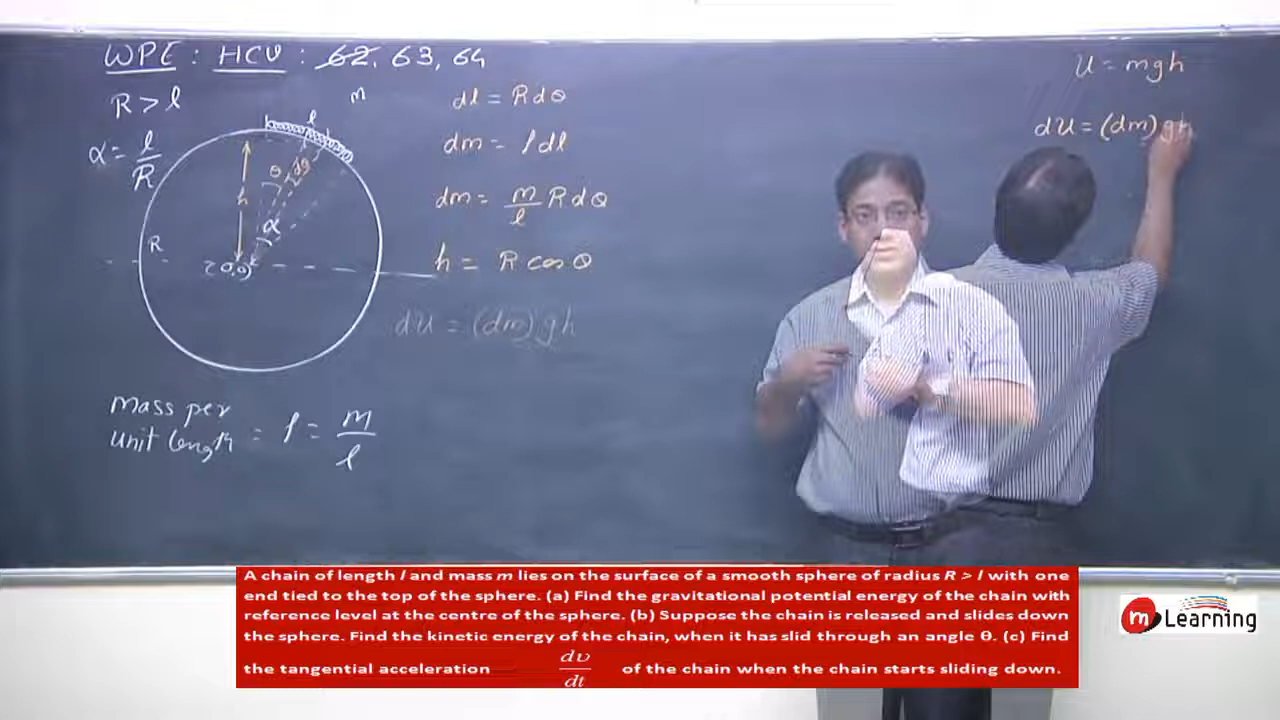 WPE : HCV : 62, 63, 64
R > l
α = l/R
m
l
θ
dθ
h
α
R
(0,0)
dl = Rdθ
dm = ρdl
dm = m/l Rdθ
h = R cos θ
dU = (dm)gh
U = mgh
dU = (dm)gh
Mass per
unit length = ρ = m/l
A chain of length l and mass m lies on the surface of a smooth sphere of radius R > l with one
end tied to the top of the sphere. (a) Find the gravitational potential energy of the chain with
reference level at the centre of the sphere. (b) Suppose the chain is released and slides down
the sphere. Find the kinetic energy of the chain, when it has slid through an angle θ. (c) Find
the tangential acceleration dv/dt of the chain when the chain starts sliding down.
m Learning